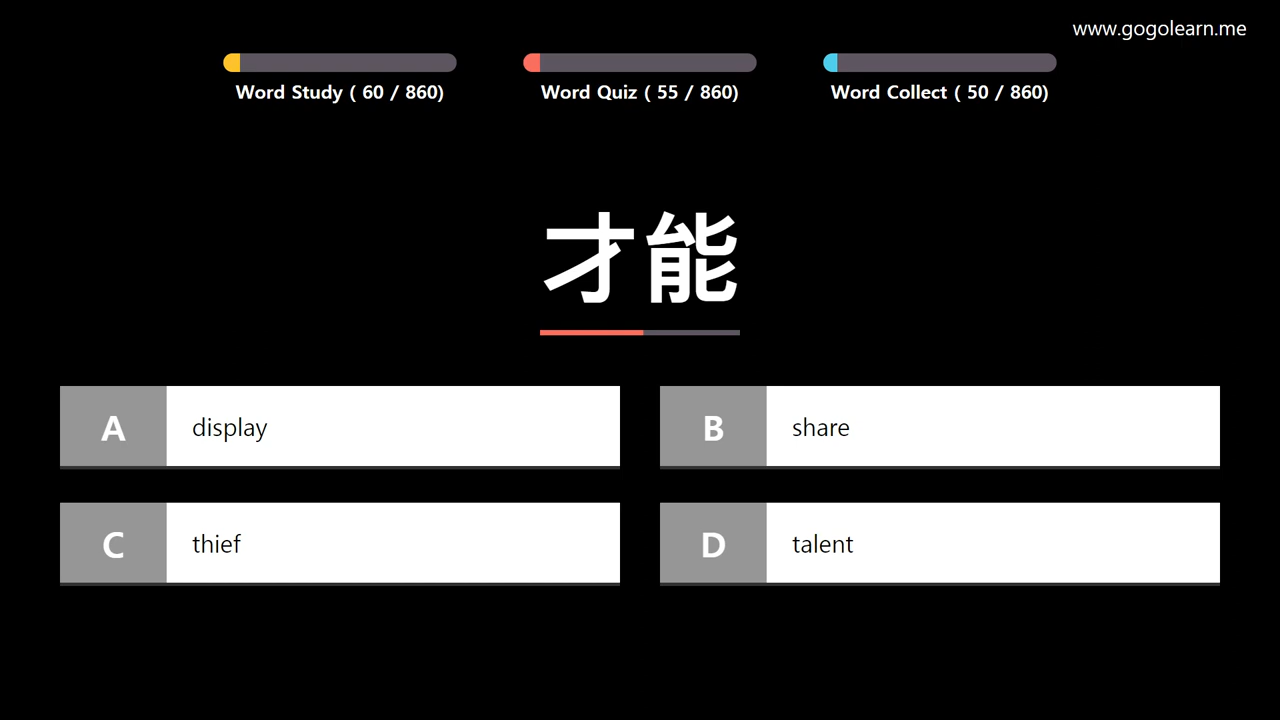 www.gogolearn.me
Word Study ( 60 / 860)
Word Quiz ( 55 / 860)
Word Collect ( 50 / 860)
才能
A display
B share
C thief
D talent